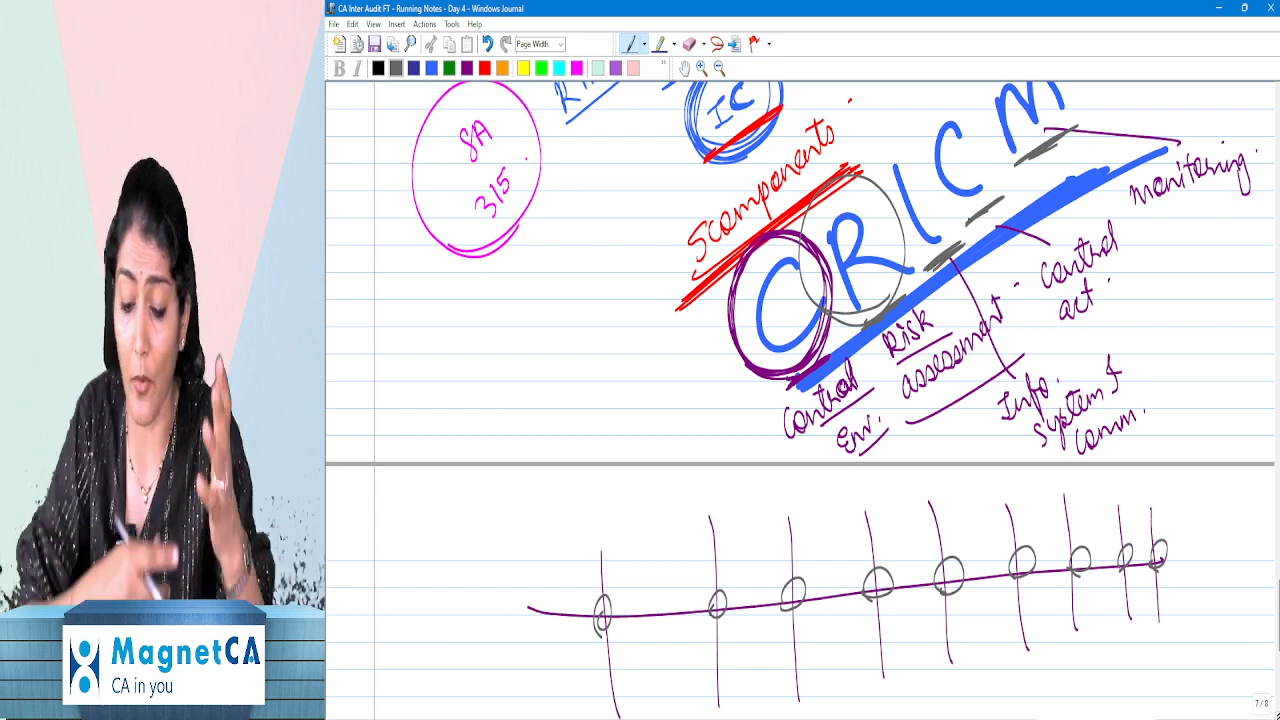 CA Inter Audit FT - Running Notes - Day 4 - Windows Journal
File Edit View Insert Actions Tools Help
Page Width
B I
SA
315
IC
5 components
C R I C M
Control
Env.
Risk
assessment
Info.
System &
Comm.
Control
act.
Monitoring
7 / 8
MagnetCA
CA in you